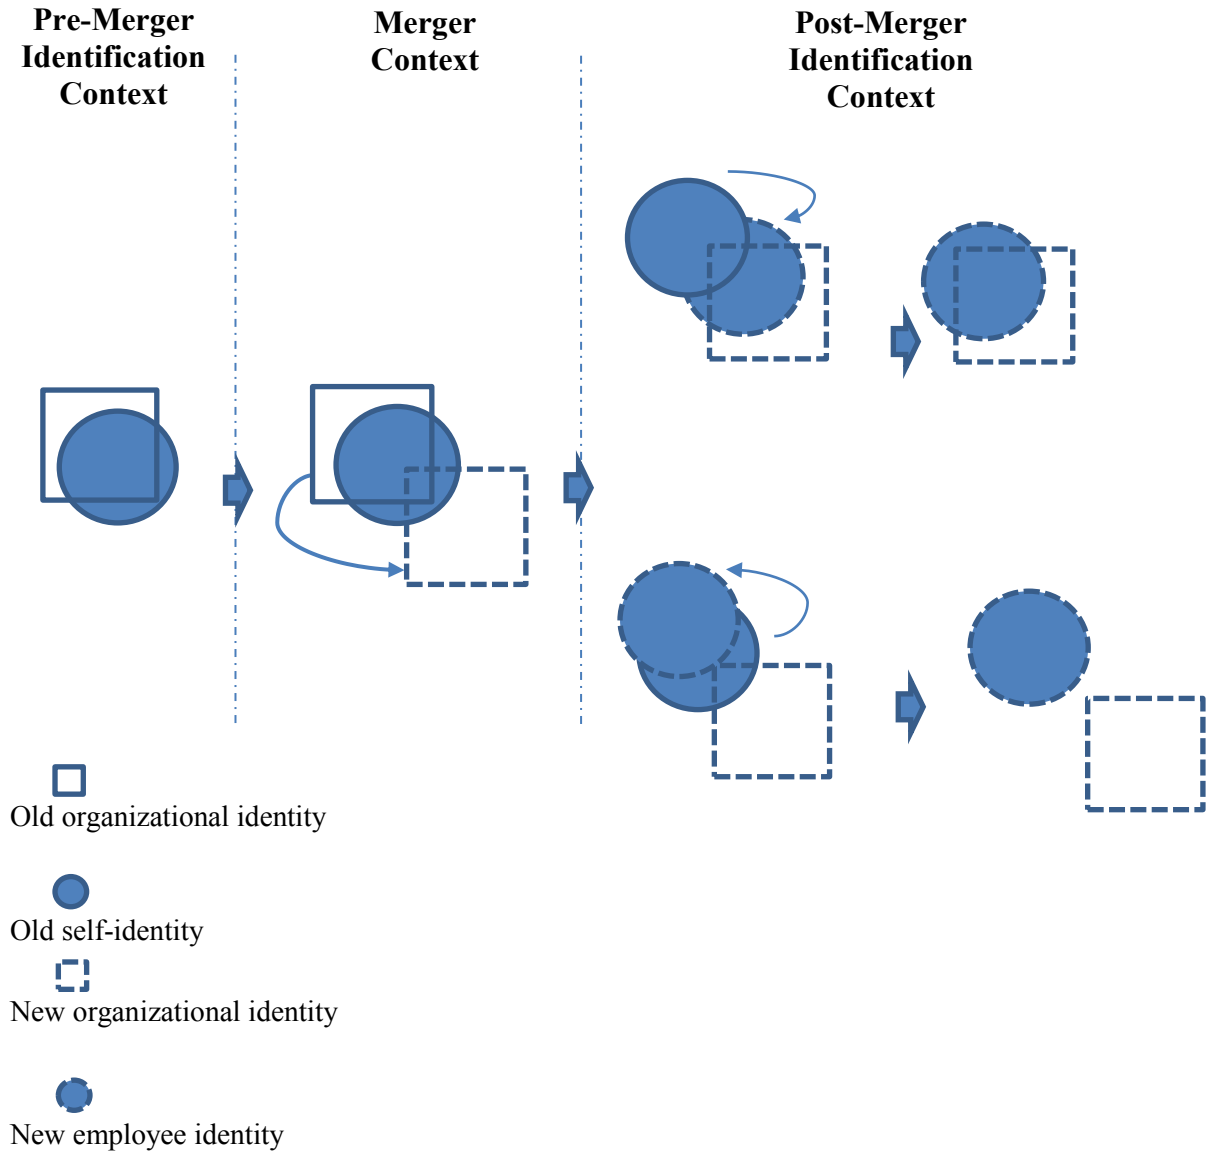 Pre-Merger
Identification
Context
Merger
Context
Post-Merger
Identification
Context
Old organizational identity
Old self-identity
New organizational identity
New employee identity